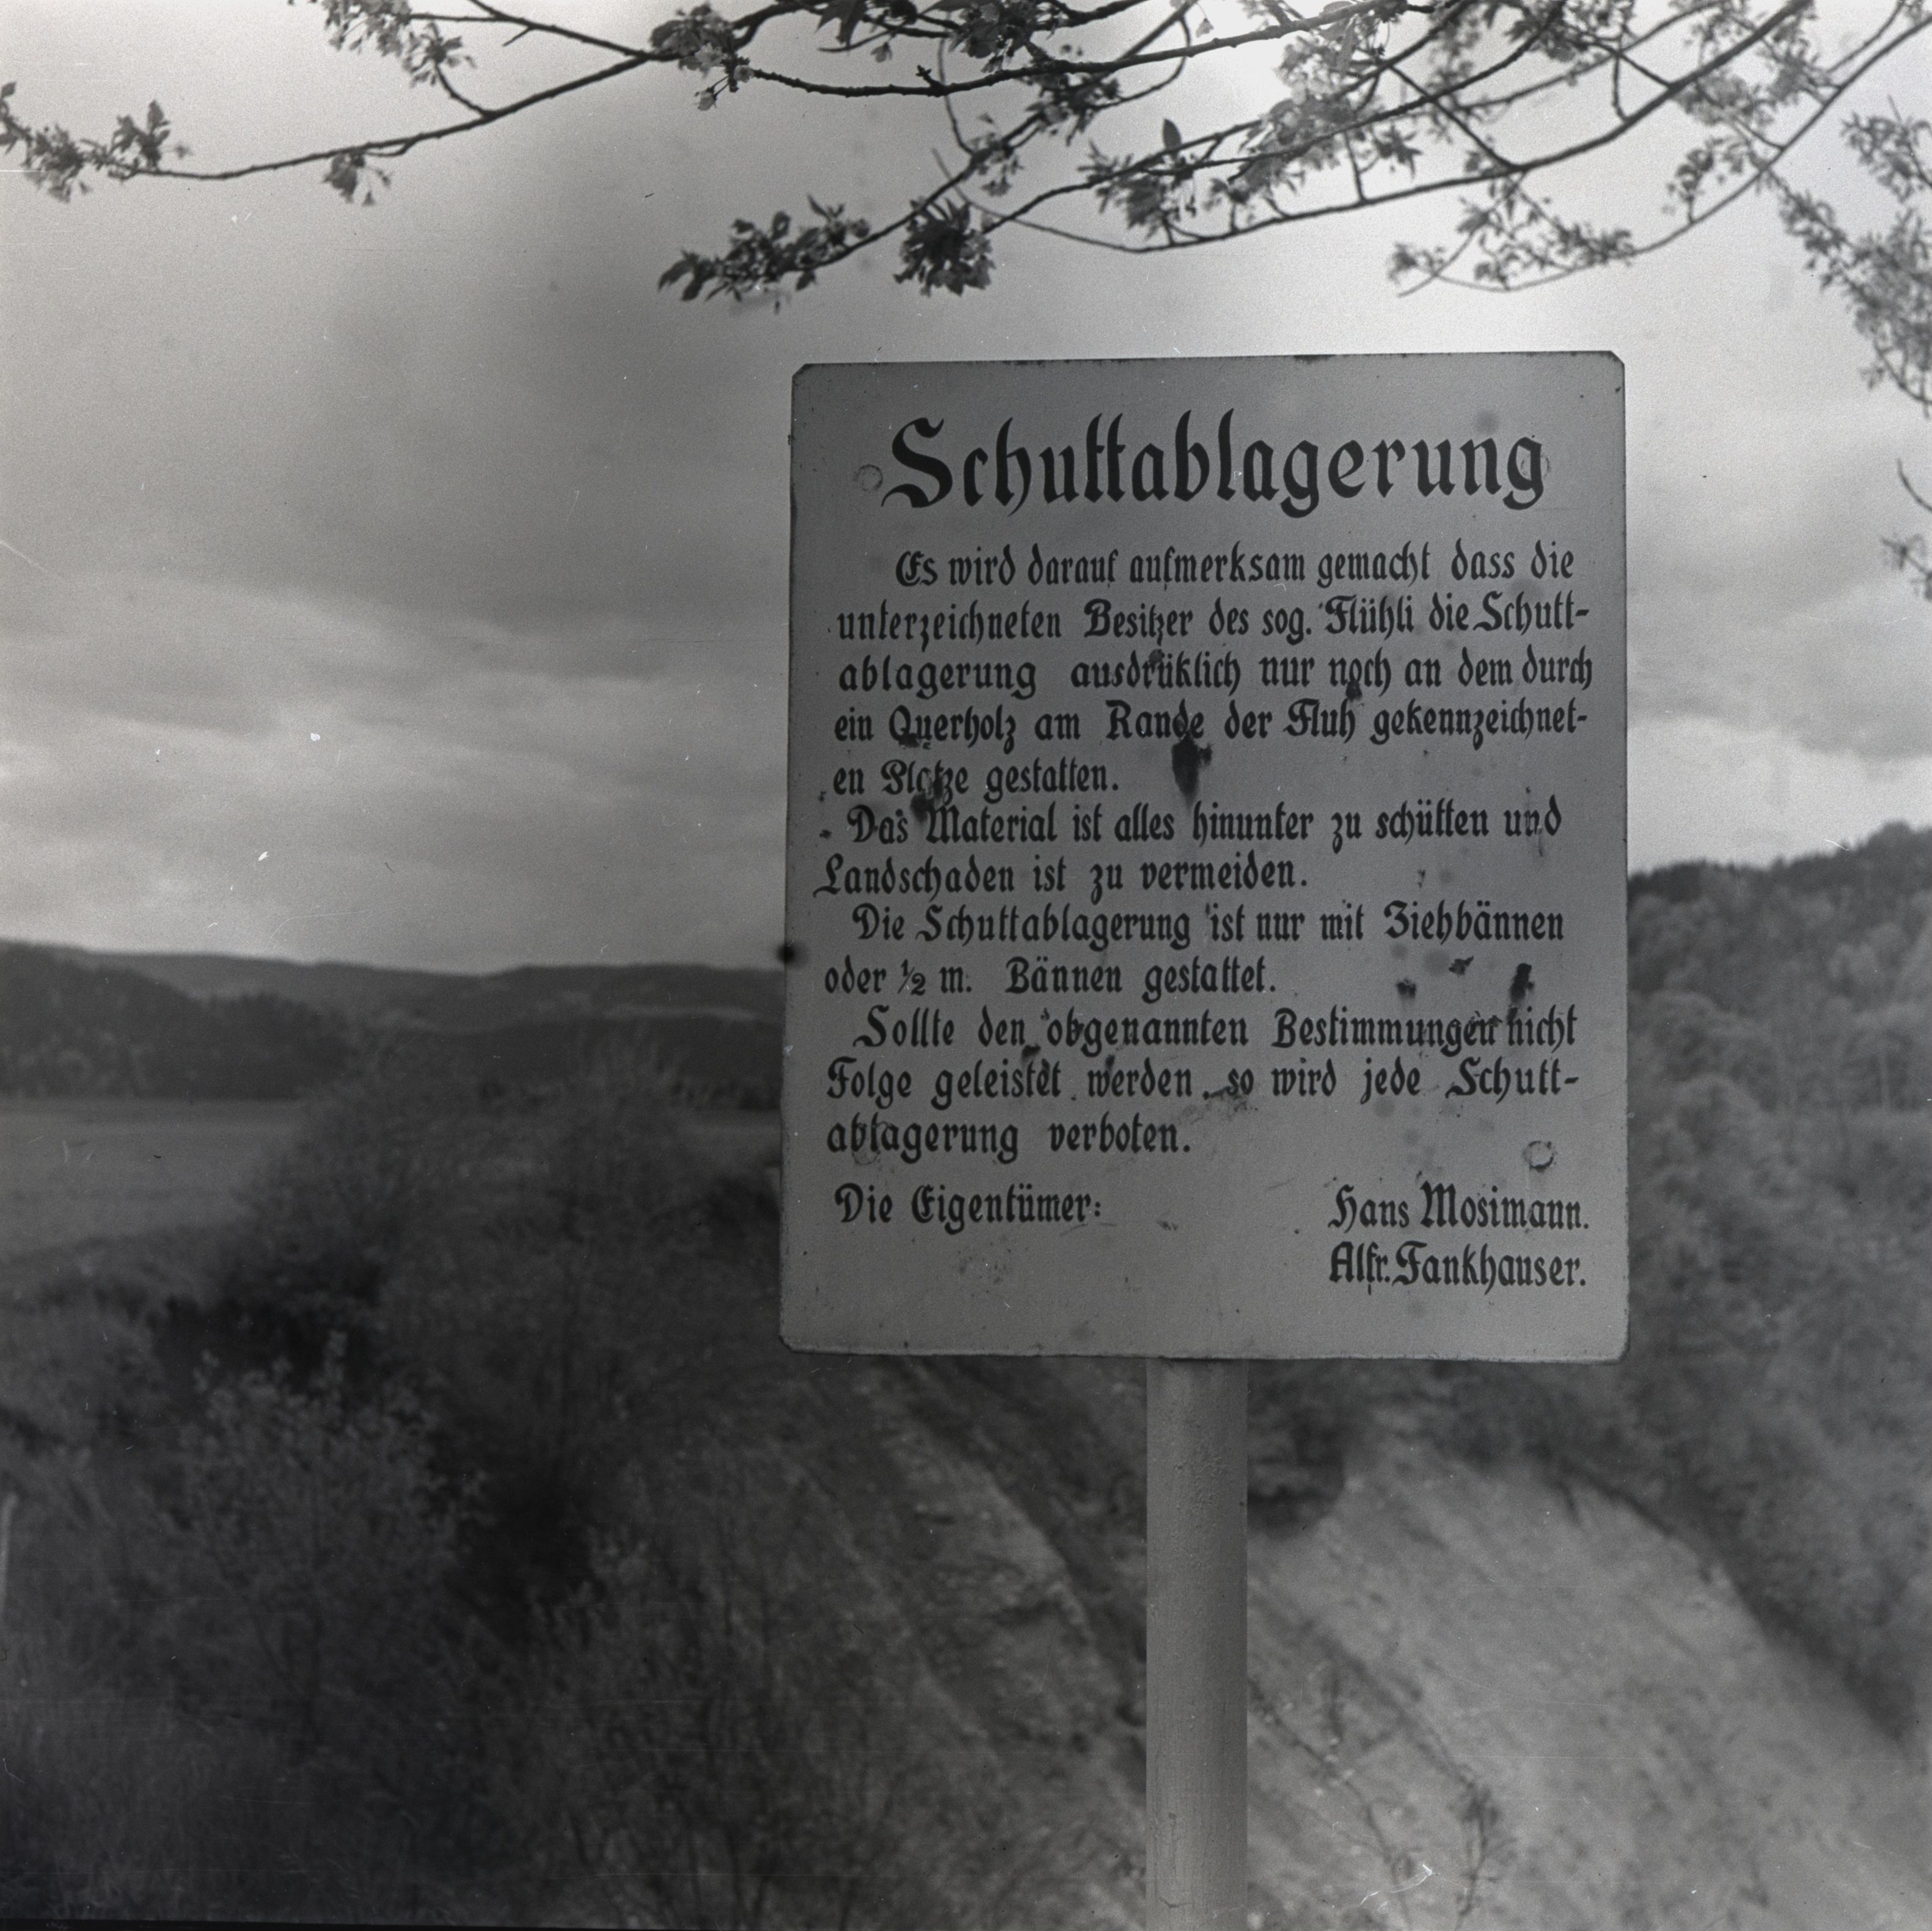 Schuttablagerung
Es wird darauf aufmerksam gemacht dass die
unterzeichneten Besitzer des sog. Flühli die Schutt-
ablagerung ausdrüklich nur noch an dem durch
ein Querholz am Rande der Fluh gekennzeichnet-
en Platze gestatten.
Das Material ist alles hinunter zu schütten und
Landschaden ist zu vermeiden.
Die Schuttablagerung ist nur mit Ziehbännen
oder ½ m. Bännen gestattet.
Sollte den obgenannten Bestimmungen nicht
Folge geleistet werden, so wird jede Schutt-
ablagerung verboten.
Die Eigentümer: Hans Mosimann.
Alfr. Fankhauser.